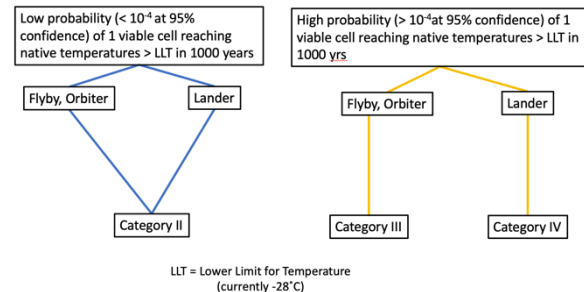 Low probability (< 10⁻⁴ at 95%
confidence) of 1 viable cell reaching
native temperatures > LLT in 1000 years
Flyby, Orbiter
Lander
Category II
High probability (> 10⁻⁴at 95% confidence) of 1
viable cell reaching native temperatures > LLT in
1000 yrs
Flyby, Orbiter
Lander
Category III
Category IV
LLT = Lower Limit for Temperature
(currently -28˚C)